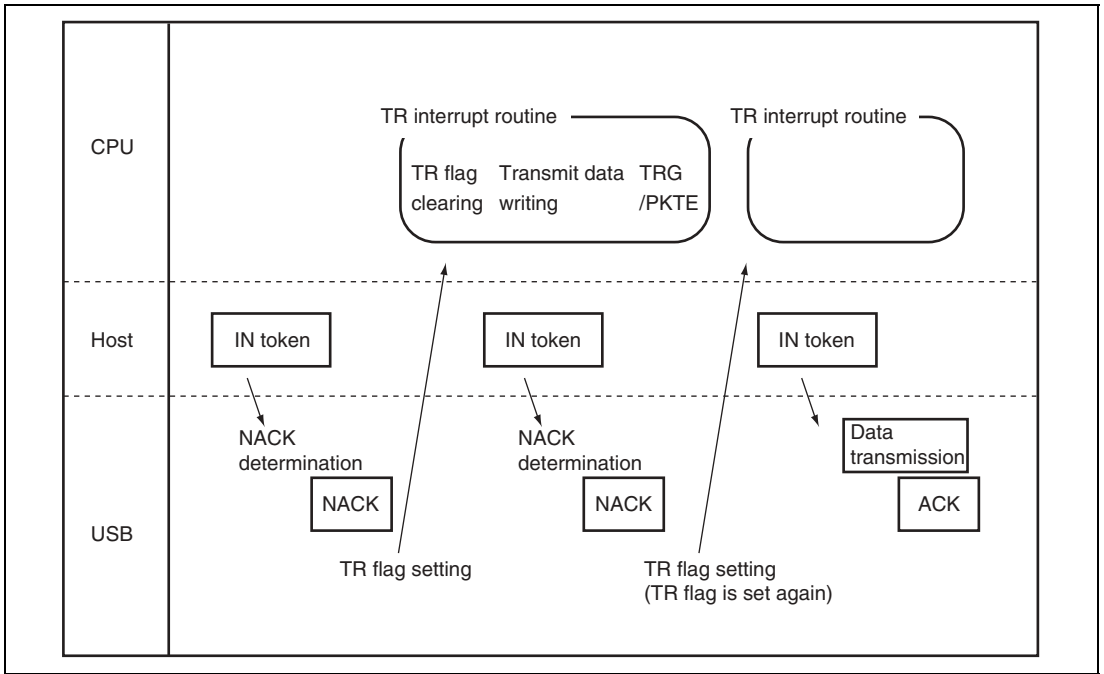 CPU
TR interrupt routine
TR flag Transmit data TRG
clearing writing /PKTE
TR interrupt routine
Host
IN token
IN token
IN token
USB
NACK
determination
NACK
TR flag setting
NACK
determination
NACK
TR flag setting
(TR flag is set again)
Data
transmission
ACK